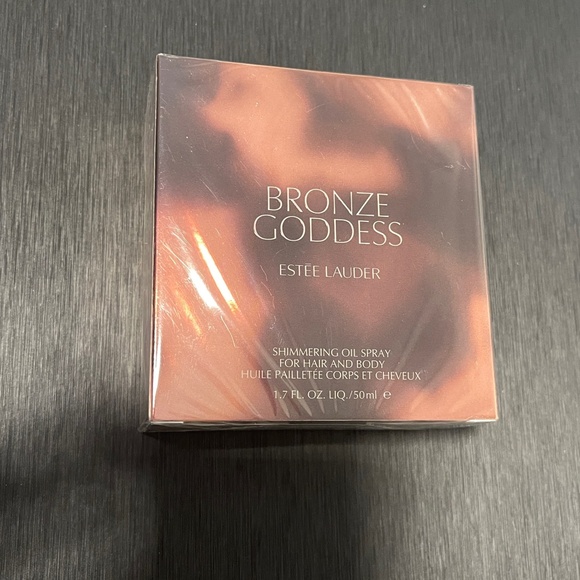 BRONZE
GODDESS
ESTÉE LAUDER
SHIMMERING OIL SPRAY
FOR HAIR AND BODY
HUILE PAILLETÉE CORPS ET CHEVEUX
1.7 FL. OZ. LIQ./50ml ℮